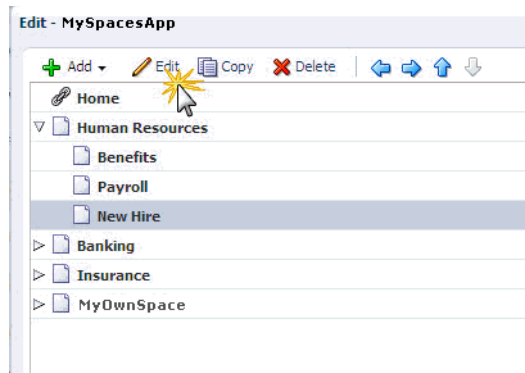 Edit - MySpacesApp
Add Edit Copy Delete
Home
Human Resources
Benefits
Payroll
New Hire
Banking
Insurance
MyOwnSpace